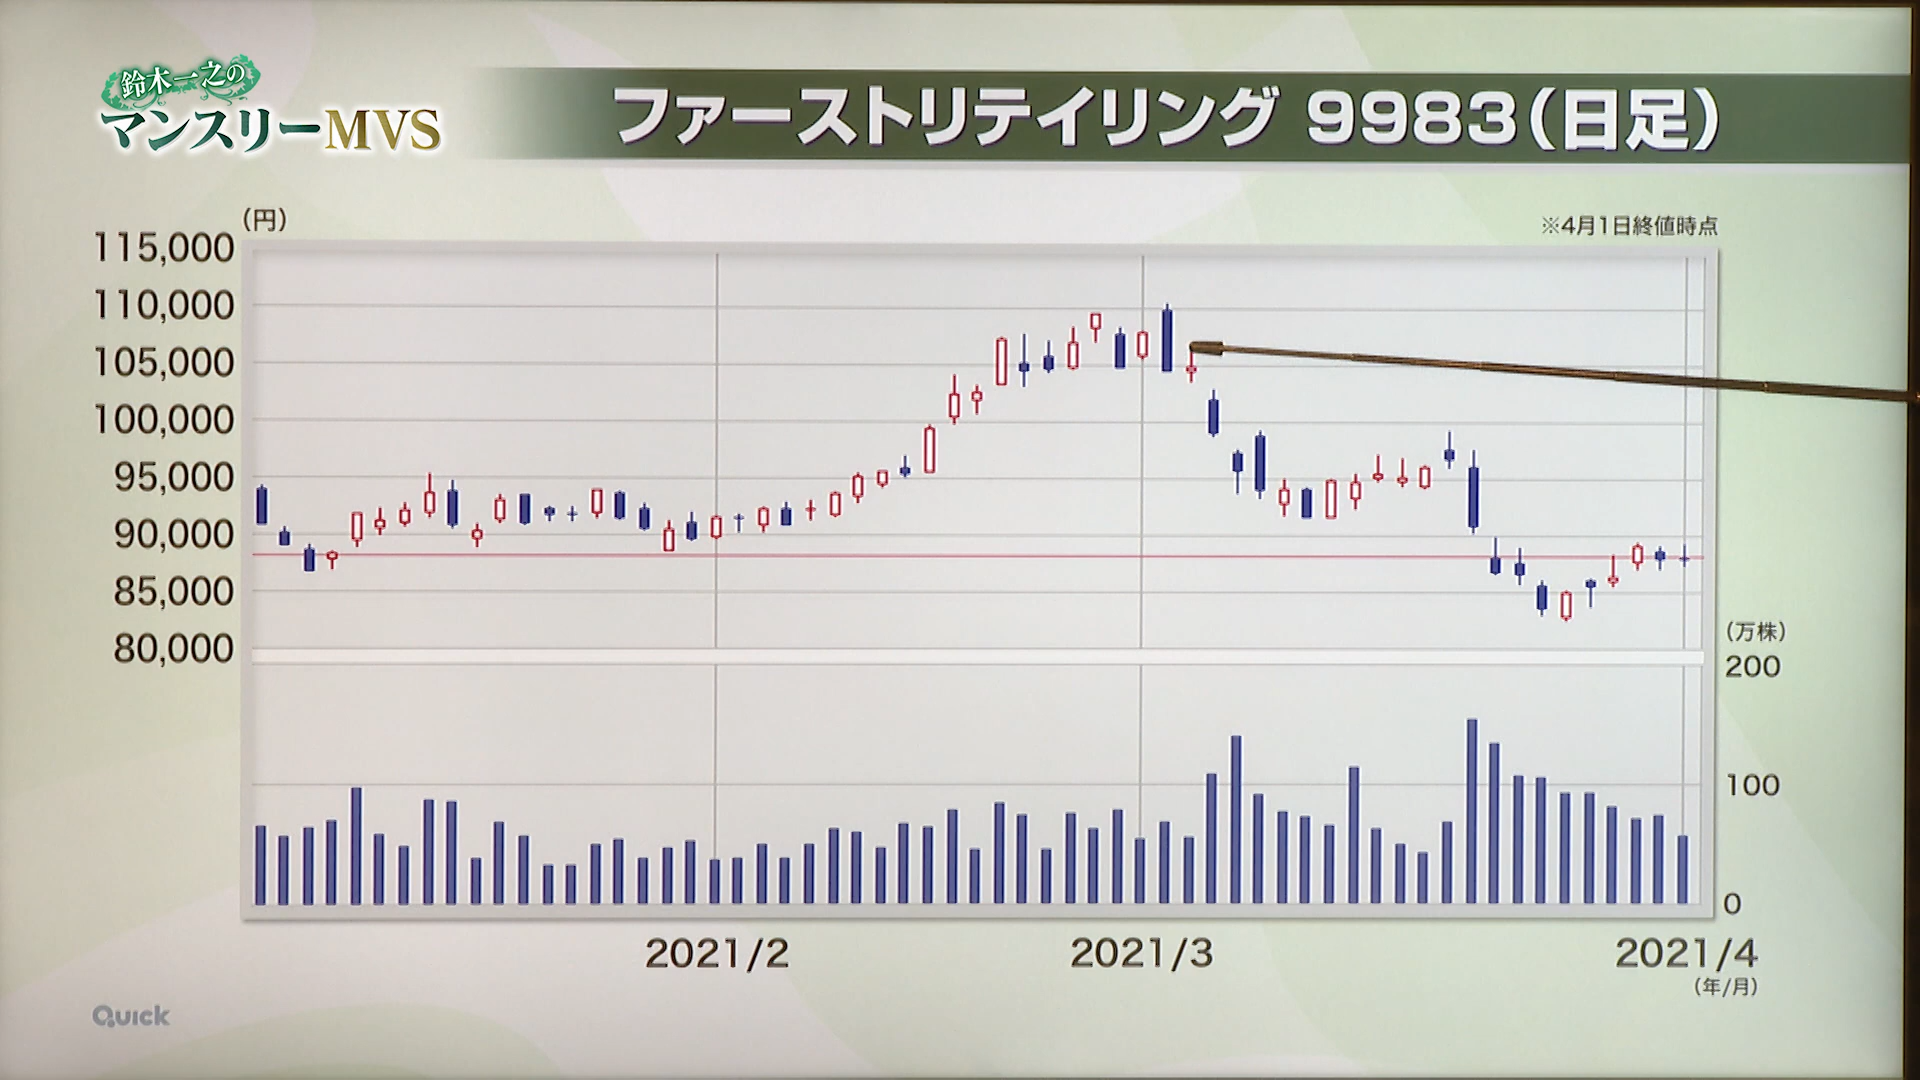 鈴木一之の
マンスリーMVS
ファーストリテイリング 9983(日足)
(円)
※4月1日終値時点
115,000
110,000
105,000
100,000
95,000
90,000
85,000
80,000
(万株)
200
100
0
2021/2
2021/3
2021/4
(年/月)
QUICK